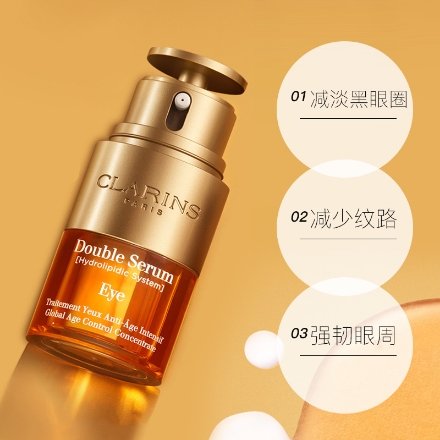 CLARINS
PARIS
Double Serum
[Hydrolipidic System]
Eye
Traitement Yeux Anti-Âge Intensif
Global Age Control Concentrate
01 减淡黑眼圈
02 减少纹路
03 强韧眼周